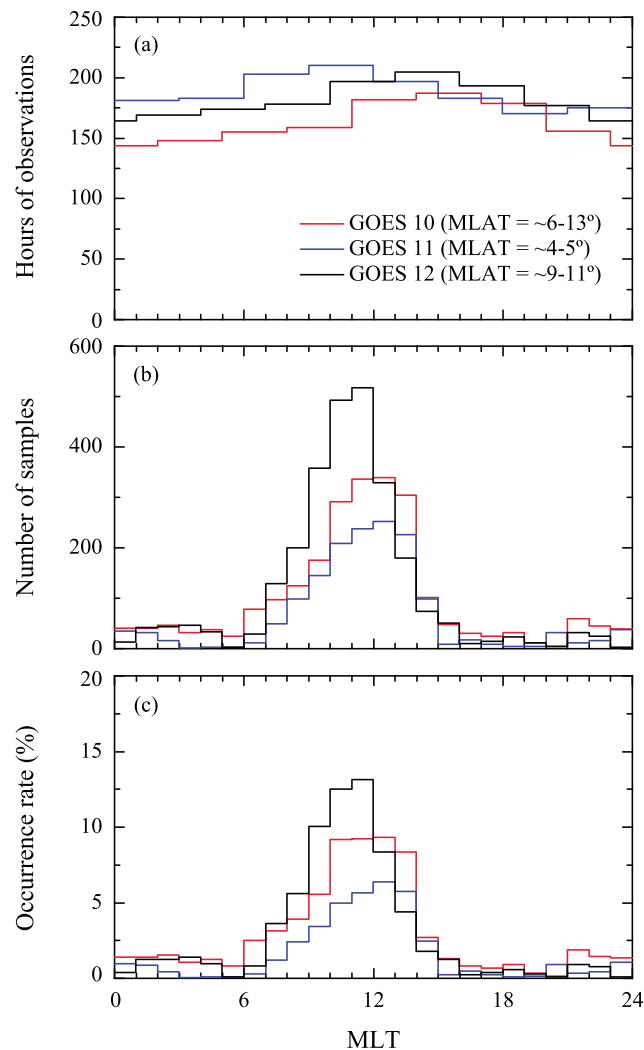 (a)
Hours of observations
250
200
150
100
50
0
GOES 10 (MLAT = ~6-13º)
GOES 11 (MLAT = ~4-5º)
GOES 12 (MLAT = ~9-11º)
(b)
Number of samples
600
400
200
0
(c)
Occurrence rate (%)
20
15
10
5
0
0 6 12 18 24
MLT